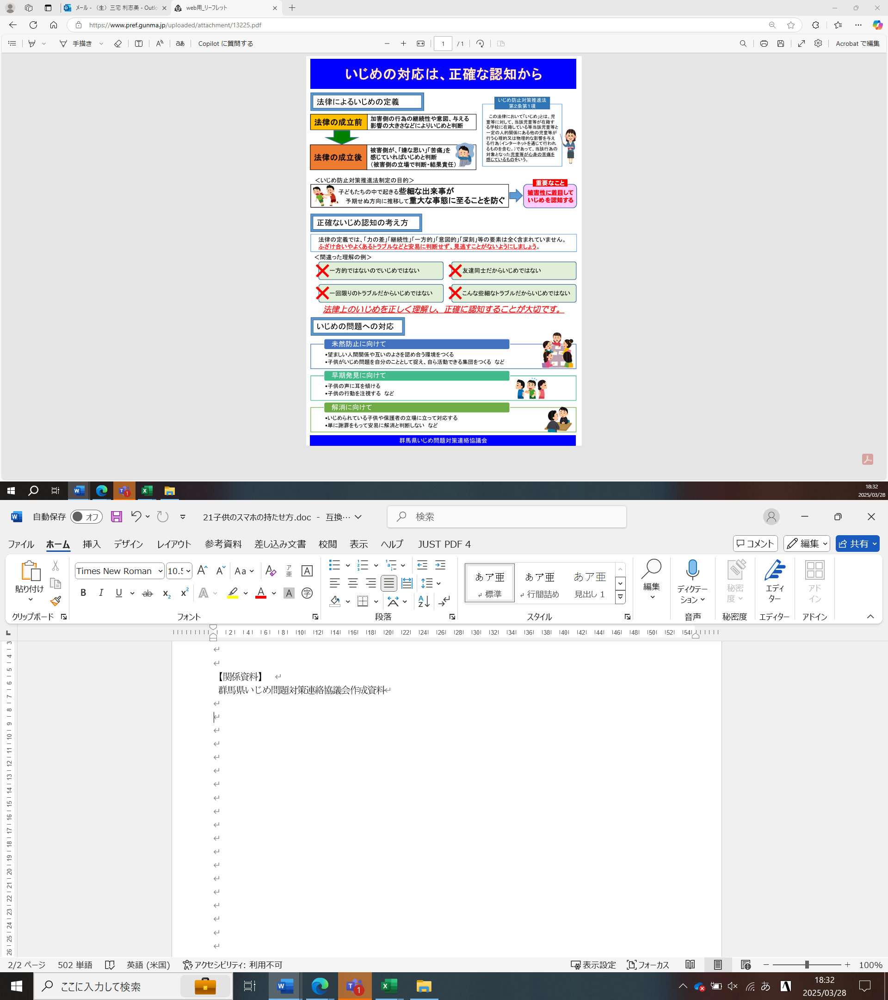 メール - （生）三宅 利志美 - Outlo
web用_リーフレット
https://www.pref.gunma.jp/uploaded/attachment/13225.pdf
手描き
aあ
Copilot に質問する
1
/ 1
Acrobat で編集
いじめの対応は、正確な認知から
法律によるいじめの定義
法律の成立前
加害側の行為の継続性や意図、与える
影響の大きさなどによりいじめと判断
法律の成立後
被害側が、「嫌な思い」「苦痛」を
感じていればいじめと判断
（被害側の立場で判断・結果責任）
いじめ防止対策推進法
第2条第1項
この法律において「いじめ」とは、児
童等に対して、当該児童等が在籍す
る学校に在籍している等当該児童等と
一定の人的関係にある他の児童等が
行う心理的又は物理的な影響を与え
る行為（インターネットを通じて行われ
るものを含む。）であって、当該行為の
対象となった児童等が心身の苦痛を
感じているものをいう。
＜いじめ防止対策推進法制定の目的＞
子どもたちの中で起きる些細な出来事が
予期せぬ方向に推移して重大な事態に至ることを防ぐ
重要なこと
被害性に着目して
いじめを認知する
正確ないじめ認知の考え方
法律の定義では、「力の差」「継続性」「一方的」「意図的」「深刻」等の要素は全く含まれていません。
ふざけ合いやよくあるトラブルなどと安易に判断せず、見逃すことがないようにしましょう。
＜間違った理解の例＞
一方的ではないのでいじめではない
友達同士だからいじめではない
一回限りのトラブルだからいじめではない
こんな些細なトラブルだからいじめではない
法律上のいじめを正しく理解し、正確に認知することが大切です。
いじめの問題への対応
未然防止に向けて
•望ましい人間関係や互いのよさを認め合う環境をつくる
•子供がいじめ問題を自分のこととして捉え、自ら活動できる集団をつくる など
早期発見に向けて
•子供の声に耳を傾ける
•子供の行動を注視する など
解消に向けて
•いじめられている子供や保護者の立場に立って対応する
•単に謝罪をもって安易に解消と判断しない など
群馬県いじめ問題対策連絡協議会
18:32
2025/03/28
自動保存
オフ
21子供のスマホの持たせ方.doc - 互換…
検索
ファイル ホーム 挿入 デザイン レイアウト 参考資料 差し込み文書 校閲 表示 ヘルプ JUST PDF 4
コメント
編集
共有
貼り付け
クリップボード
Times New Roman
10.5
フォント
段落
あア亜 あア亜 あア亜
標準 行間詰め 見出し 1
スタイル
編集
ディクテー
ション
音声
秘密
度
秘密度
エディ
ター
エディター
アド
イン
アドイン
2 4 6 8 10 12 14 16 18 20 22 24 26 28 30 32 34 36 38 40 42 44 46 48 50 52 54
3 4 5 6 7 8 9 10 11 12 13 14 15 16 17 18 19 20 21 22 23 24 25 26
【関係資料】
群馬県いじめ問題対策連絡協議会作成資料
2/2 ページ
502 単語
英語 (米国)
アクセシビリティ: 利用不可
表示設定
フォーカス
100%
ここに入力して検索
1
あ
A
18:32
2025/03/28